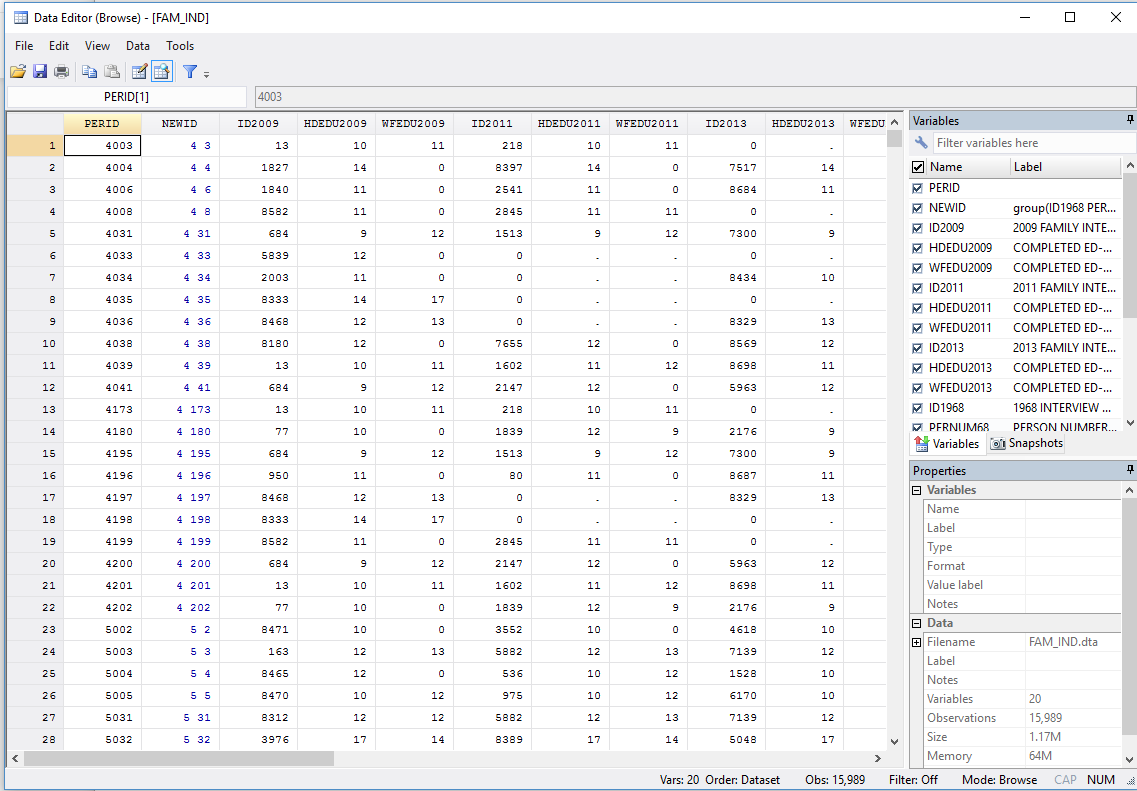 Data Editor (Browse) - [FAM_IND]
File Edit View Data Tools
PERID[1] 4003
PERID NEWID ID2009 HDEDU2009 WFEDU2009 ID2011 HDEDU2011 WFEDU2011 ID2013 HDEDU2013 WFEDU
1 4003 4 3 13 10 11 218 10 11 0 .
2 4004 4 4 1827 14 0 8397 14 0 7517 14
3 4006 4 6 1840 11 0 2541 11 0 8684 11
4 4008 4 8 8582 11 0 2845 11 11 0 .
5 4031 4 31 684 9 12 1513 9 12 7300 9
6 4033 4 33 5839 12 0 0 . . 0 .
7 4034 4 34 2003 11 0 0 . . 8434 10
8 4035 4 35 8333 14 17 0 . . 0 .
9 4036 4 36 8468 12 13 0 . . 8329 13
10 4038 4 38 8180 12 0 7655 12 0 8569 12
11 4039 4 39 13 10 11 1602 11 12 8698 11
12 4041 4 41 684 9 12 2147 12 0 5963 12
13 4173 4 173 13 10 11 218 10 11 0 .
14 4180 4 180 77 10 0 1839 12 9 2176 9
15 4195 4 195 684 9 12 1513 9 12 7300 9
16 4196 4 196 950 11 0 80 11 0 8687 11
17 4197 4 197 8468 12 13 0 . . 8329 13
18 4198 4 198 8333 14 17 0 . . 0 .
19 4199 4 199 8582 11 0 2845 11 11 0 .
20 4200 4 200 684 9 12 2147 12 0 5963 12
21 4201 4 201 13 10 11 1602 11 12 8698 11
22 4202 4 202 77 10 0 1839 12 9 2176 9
23 5002 5 2 8471 10 0 3552 10 0 4618 10
24 5003 5 3 163 12 13 5882 12 13 7139 12
25 5004 5 4 8465 12 0 536 10 12 1528 10
26 5005 5 5 8470 10 12 975 10 12 6170 10
27 5031 5 31 8312 12 12 5882 12 13 7139 12
28 5032 5 32 3976 17 14 8389 17 14 5048 17
Variables
Filter variables here
Name Label
PERID
NEWID group(ID1968 PER...
ID2009 2009 FAMILY INTE...
HDEDU2009 COMPLETED ED-...
WFEDU2009 COMPLETED ED-...
ID2011 2011 FAMILY INTE...
HDEDU2011 COMPLETED ED-...
WFEDU2011 COMPLETED ED-...
ID2013 2013 FAMILY INTE...
HDEDU2013 COMPLETED ED-...
WFEDU2013 COMPLETED ED-...
ID1968 1968 INTERVIEW ...
PERNUM68 PERSON NUMBER...
Variables Snapshots
Properties
Variables
Name
Label
Type
Format
Value label
Notes
Data
Filename FAM_IND.dta
Label
Notes
Variables 20
Observations 15,989
Size 1.17M
Memory 64M
Vars: 20 Order: Dataset Obs: 15,989 Filter: Off Mode: Browse CAP NUM